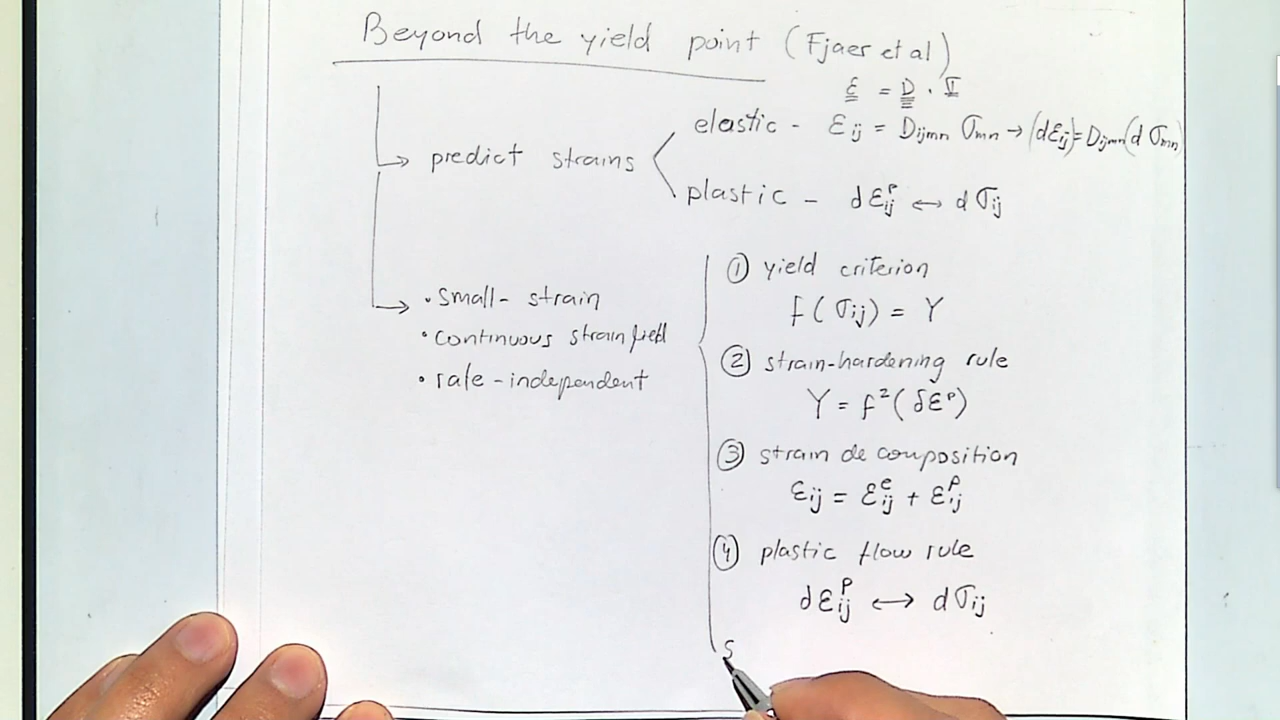 Beyond the yield point (Fjaer et al)
ε = D . σ
elastic - εij = Dijmn σmn → (dεij) = Dijmn (d σmn)
predict strains
plastic - dεᵖij ↔ dσij
① yield criterion
f(σij) = Y
• small-strain
• continuous strain field
• rate-independent
② strain-hardening rule
Y = f²(δεᵖ)
③ strain decomposition
εij = εᵉij + εᵖij
④ plastic flow rule
dεᵖij ↔ dσij